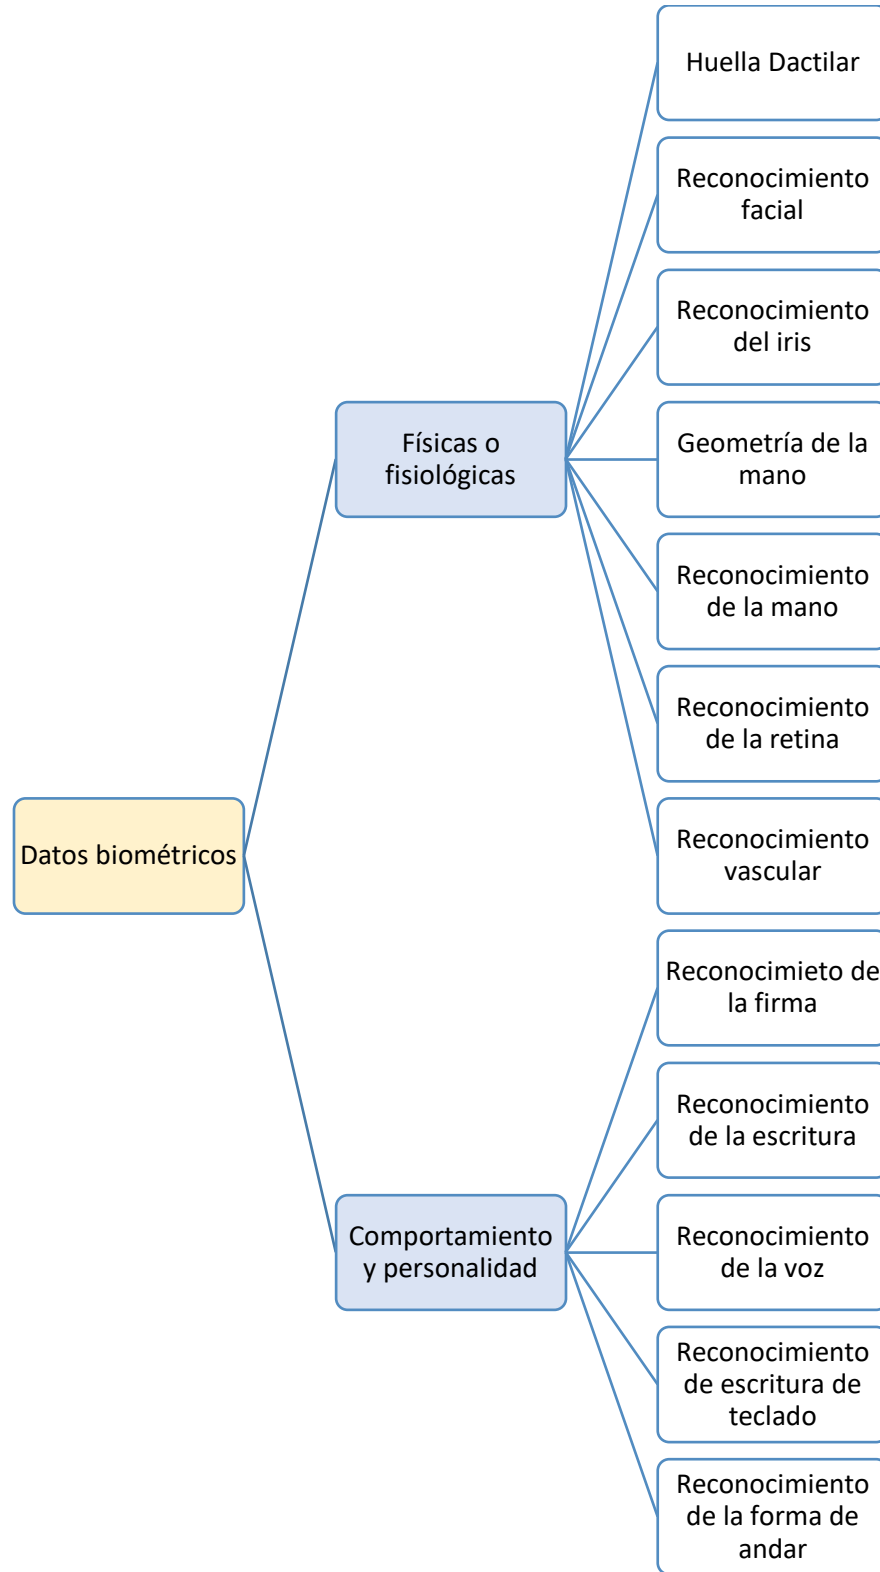 Huella Dactilar
Reconocimiento
facial
Reconocimiento
del iris
Físicas o
fisiológicas
Geometría de la
mano
Reconocimiento
de la mano
Reconocimiento
de la retina
Datos biométricos
Reconocimiento
vascular
Reconocimieto de
la firma
Reconocimiento
de la escritura
Comportamiento
y personalidad
Reconocimiento
de la voz
Reconocimiento
de escritura de
teclado
Reconocimiento
de la forma de
andar